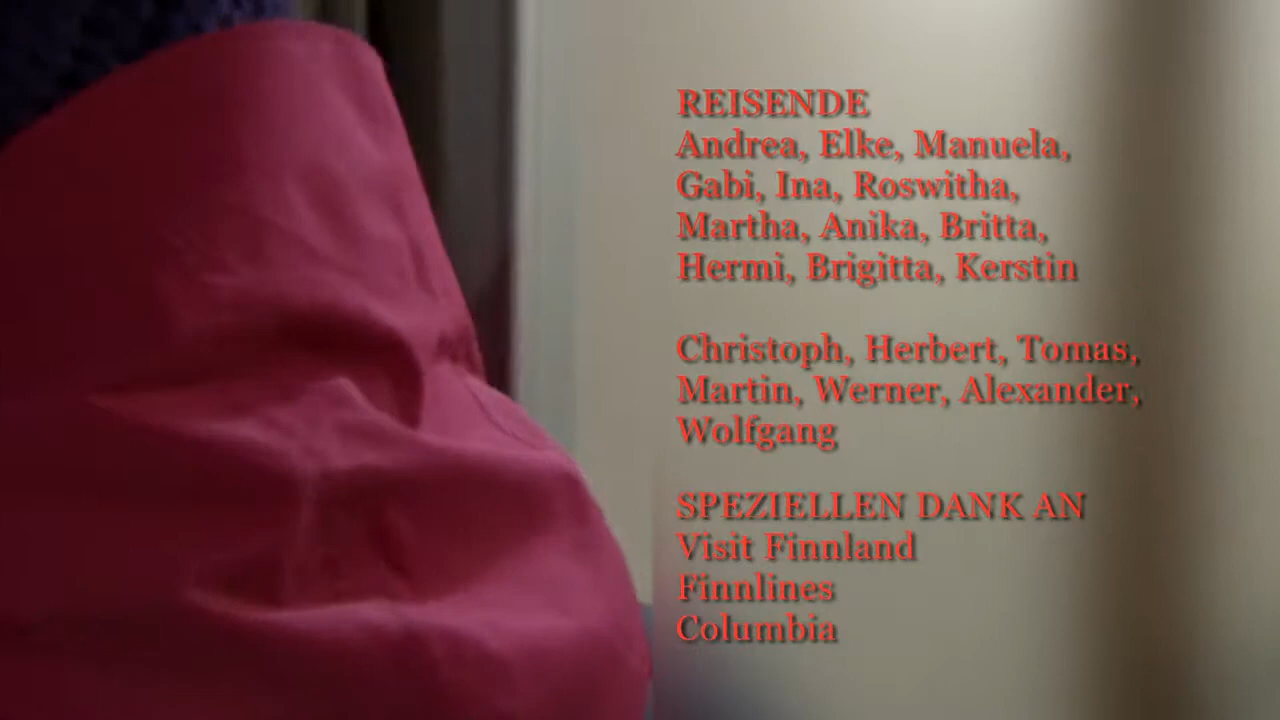 REISENDE
Andrea, Elke, Manuela,
Gabi, Ina, Roswitha,
Martha, Anika, Britta,
Hermi, Brigitta, Kerstin
Christoph, Herbert, Tomas,
Martin, Werner, Alexander,
Wolfgang
SPEZIELLEN DANK AN
Visit Finnland
Finnlines
Columbia